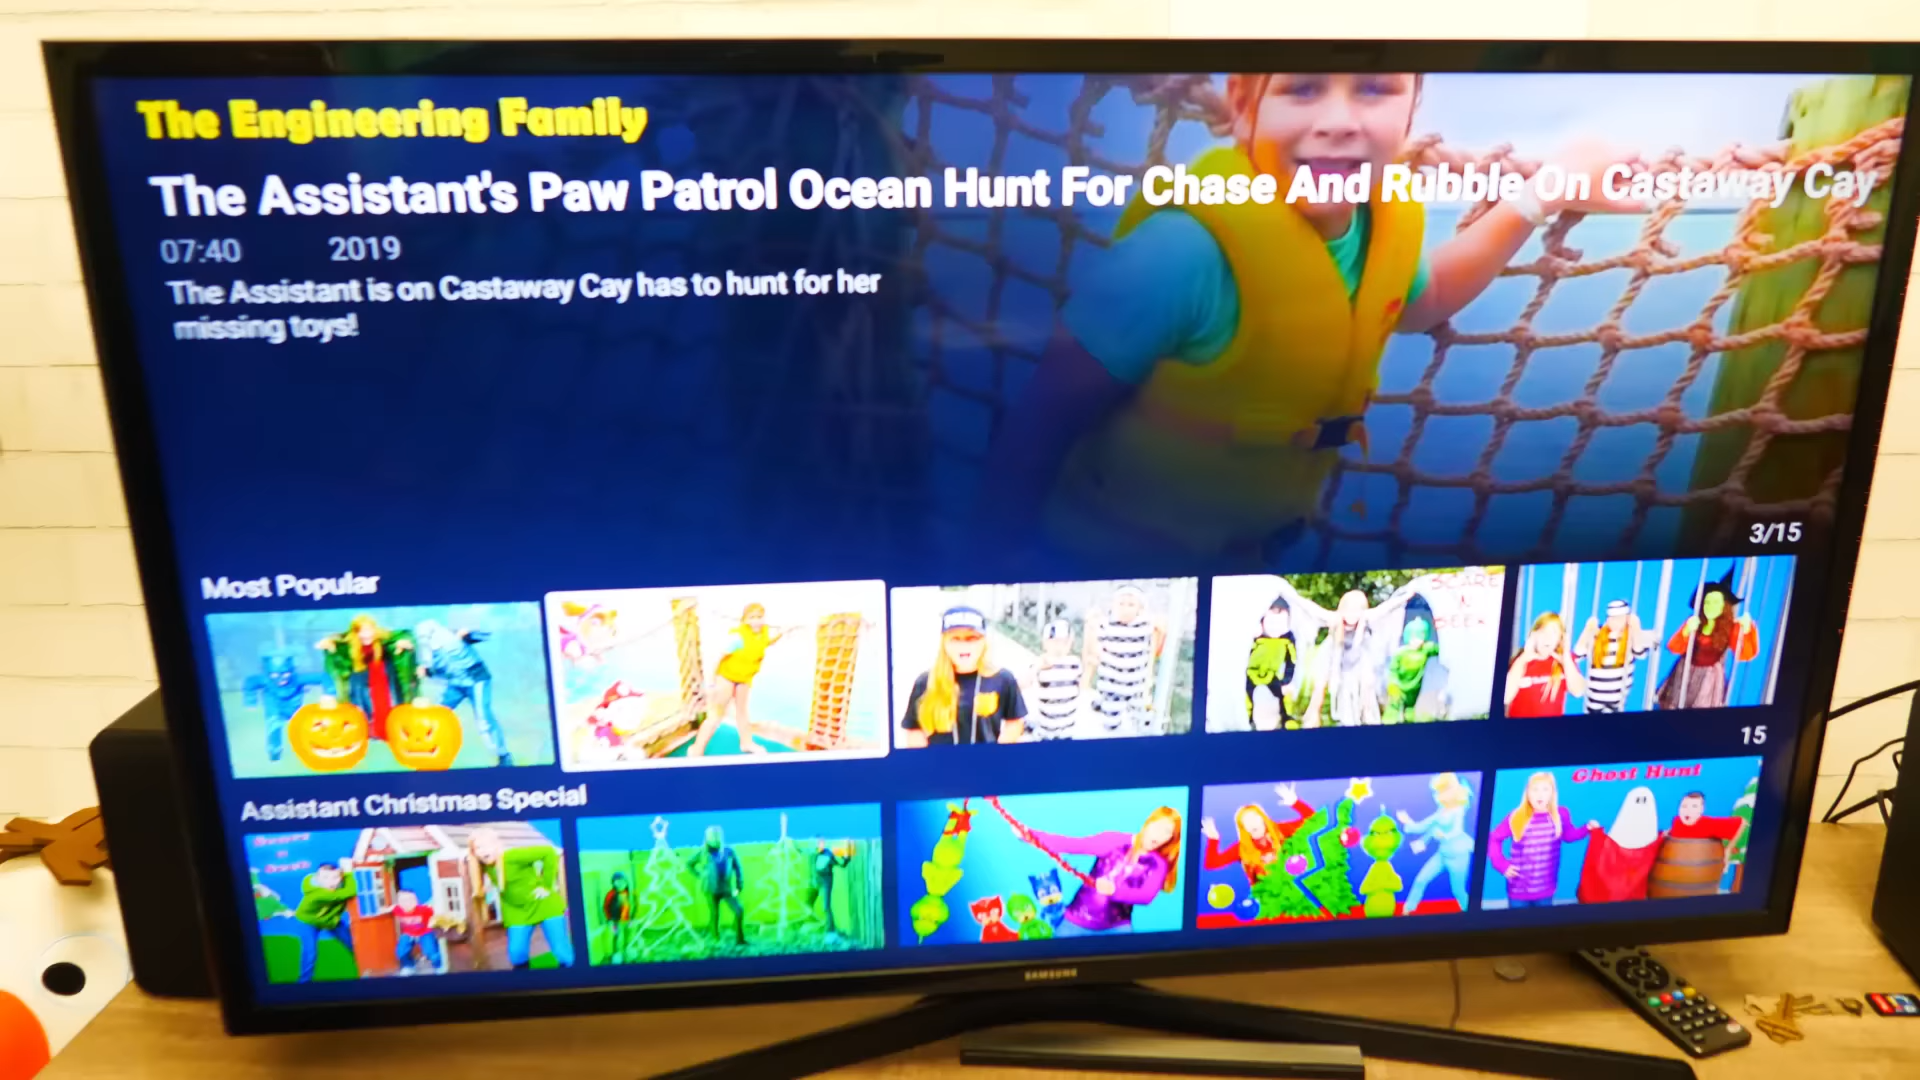 The Engineering Family
The Assistant's Paw Patrol Ocean Hunt For Chase And Rubble On Castaway Cay
07:40 2019
The Assistant is on Castaway Cay has to hunt for her
missing toys!
3/15
Most Popular
SCARE
15
Assistant Christmas Special
Ghost Hunt
SAMSUNG